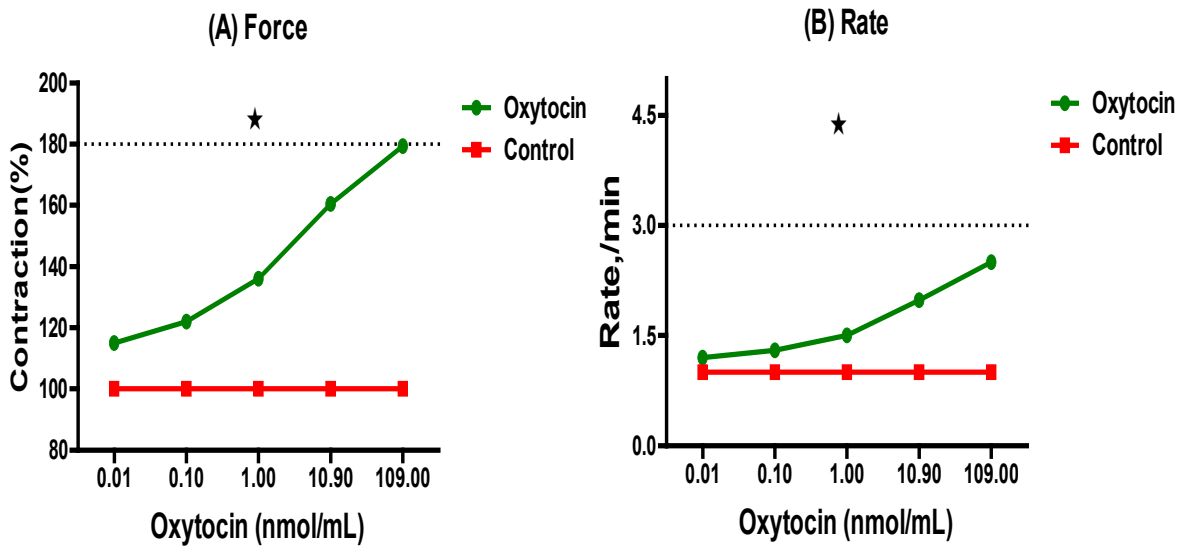 (A) Force
Contraction(%)
200
180
160
140
120
100
80
0.01 0.10 1.00 10.90 109.00
Oxytocin (nmol/mL)
Oxytocin
Control
(B) Rate
Rate,/min
4.5
3.0
1.5
0.0
0.01 0.10 1.00 10.90 109.00
Oxytocin (nmol/mL)
Oxytocin
Control